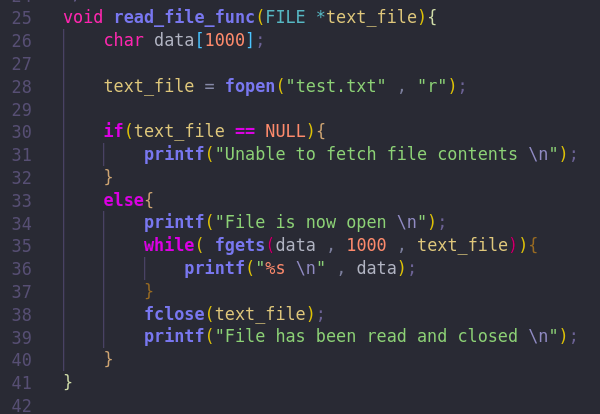 25 void read_file_func(FILE *text_file){
26     char data[1000];
27
28     text_file = fopen("test.txt" , "r");
29
30     if(text_file == NULL){
31         printf("Unable to fetch file contents \n");
32     }
33     else{
34         printf("File is now open \n");
35         while( fgets(data , 1000 , text_file)){
36             printf("%s \n" , data);
37         }
38         fclose(text_file);
39         printf("File has been read and closed \n");
40     }
41 }
42